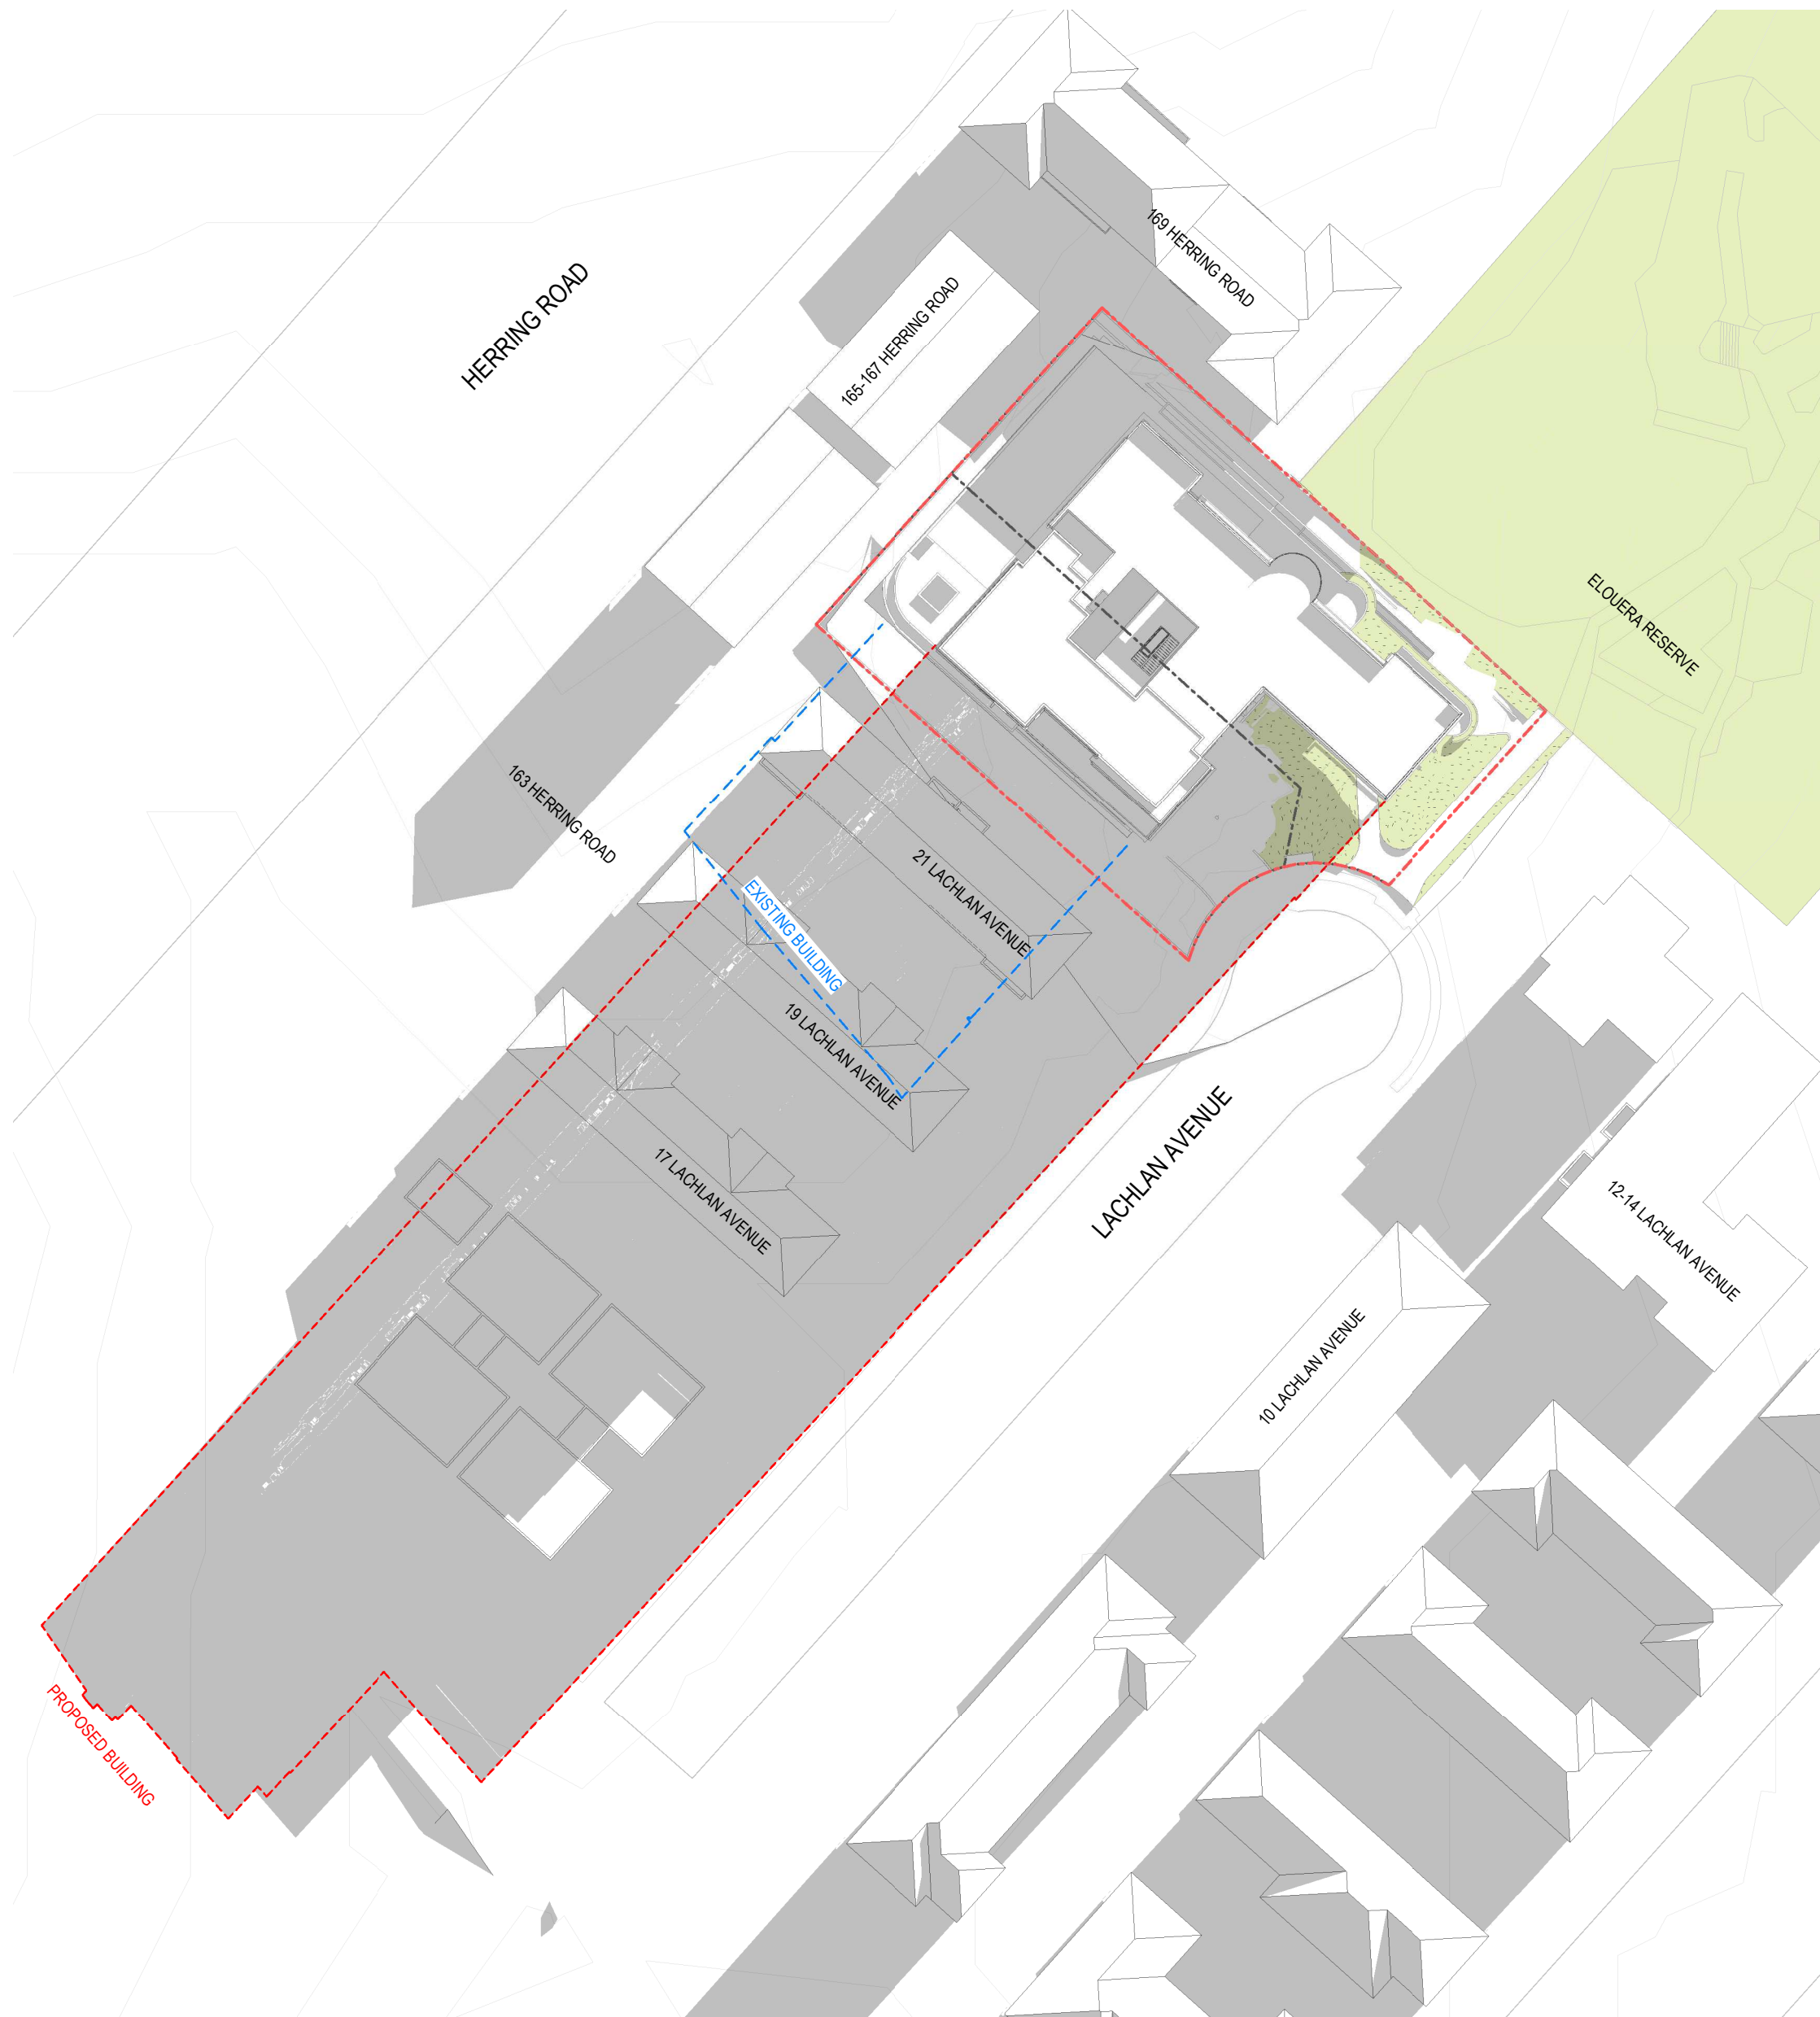 169 HERRING ROAD
HERRING ROAD
165-167 HERRING ROAD
ELOUERA RESERVE
163 HERRING ROAD
21 LACHLAN AVENUE
EXISTING BUILDING
19 LACHLAN AVENUE
LACHLAN AVENUE
17 LACHLAN AVENUE
12-14 LACHLAN AVENUE
10 LACHLAN AVENUE
PROPOSED BUILDING